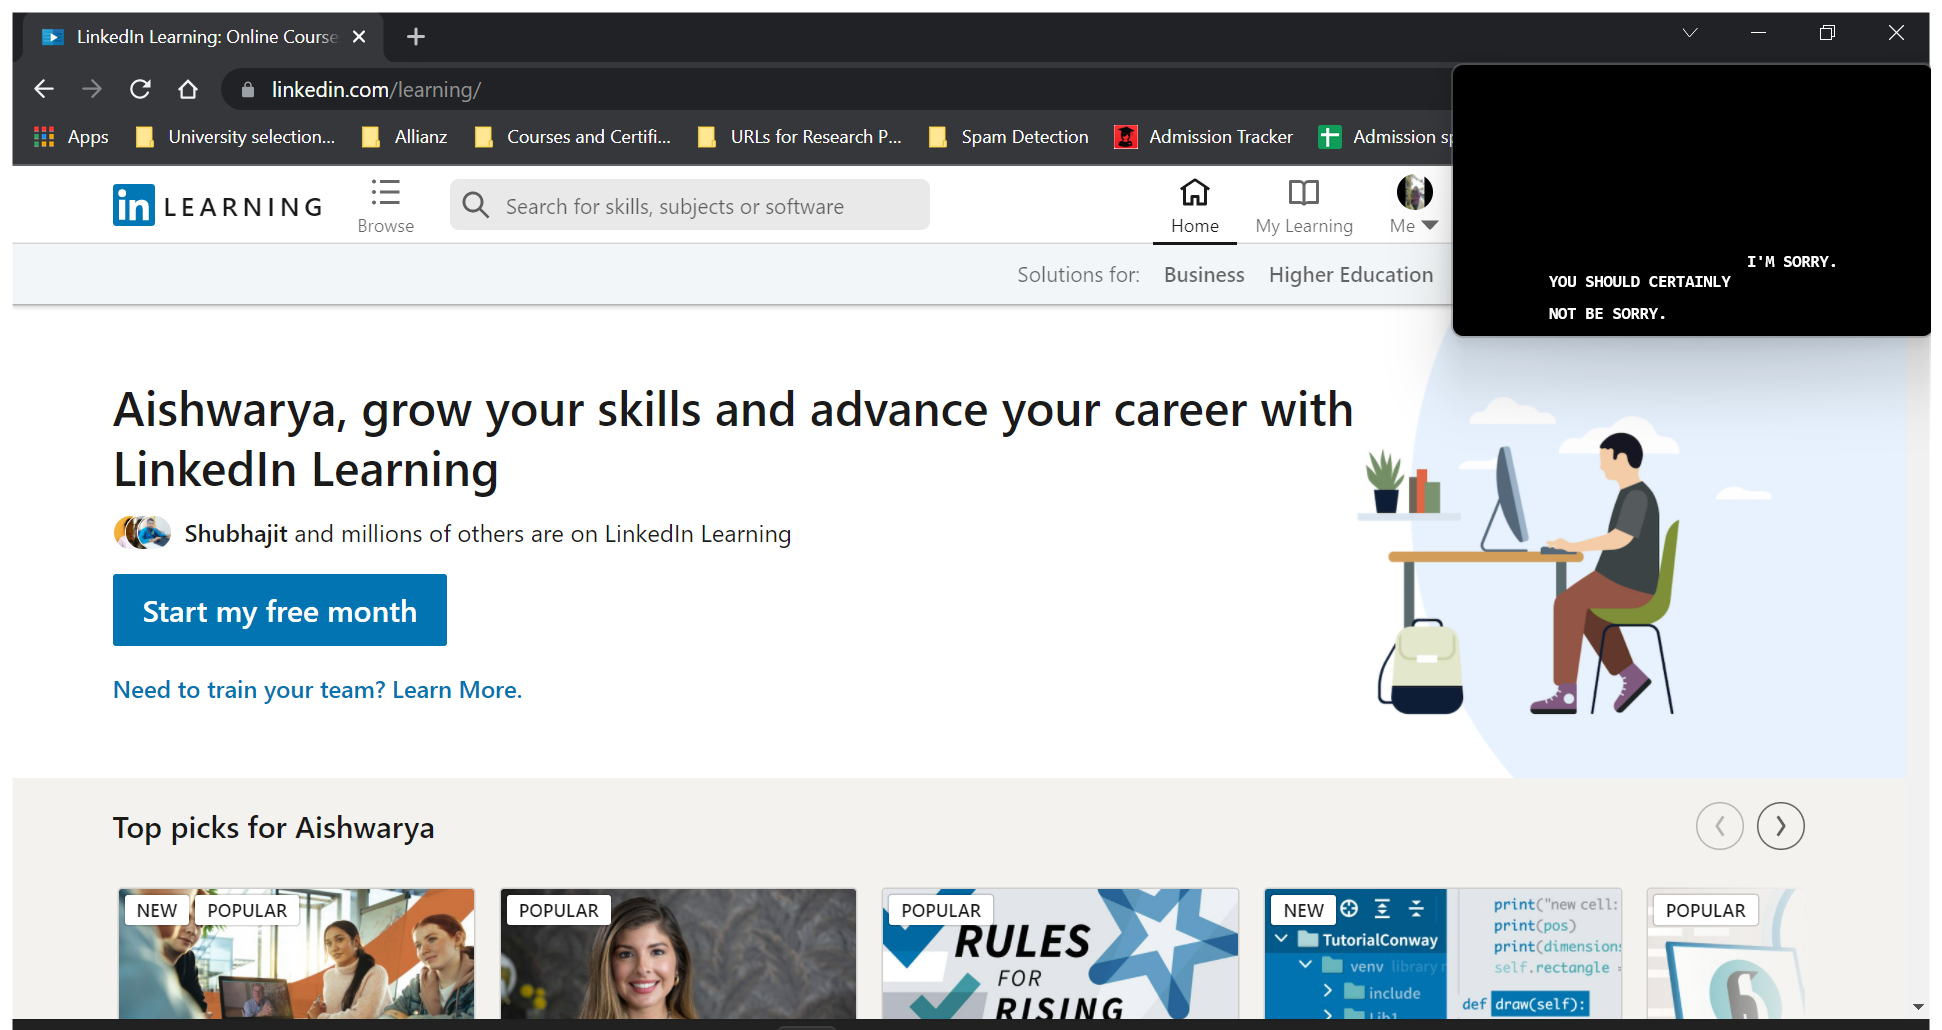 LinkedIn Learning: Online Course
linkedin.com/learning/
Apps
University selection...
Allianz
Courses and Certifi...
URLs for Research P...
Spam Detection
Admission Tracker
Admission sp
in LEARNING
Browse
Search for skills, subjects or software
Home
My Learning
Me
Solutions for: Business Higher Education
I'M SORRY.
YOU SHOULD CERTAINLY
NOT BE SORRY.
Aishwarya, grow your skills and advance your career with
LinkedIn Learning
Shubhajit and millions of others are on LinkedIn Learning
Start my free month
Need to train your team? Learn More.
Top picks for Aishwarya
NEW POPULAR
POPULAR
POPULAR
RULES
FOR
RISING
NEW
TutorialConway
venv library
include
Lib1
print("new cell:
print(pos)
print(dimensions
self.rectangle =
def draw(self):
POPULAR